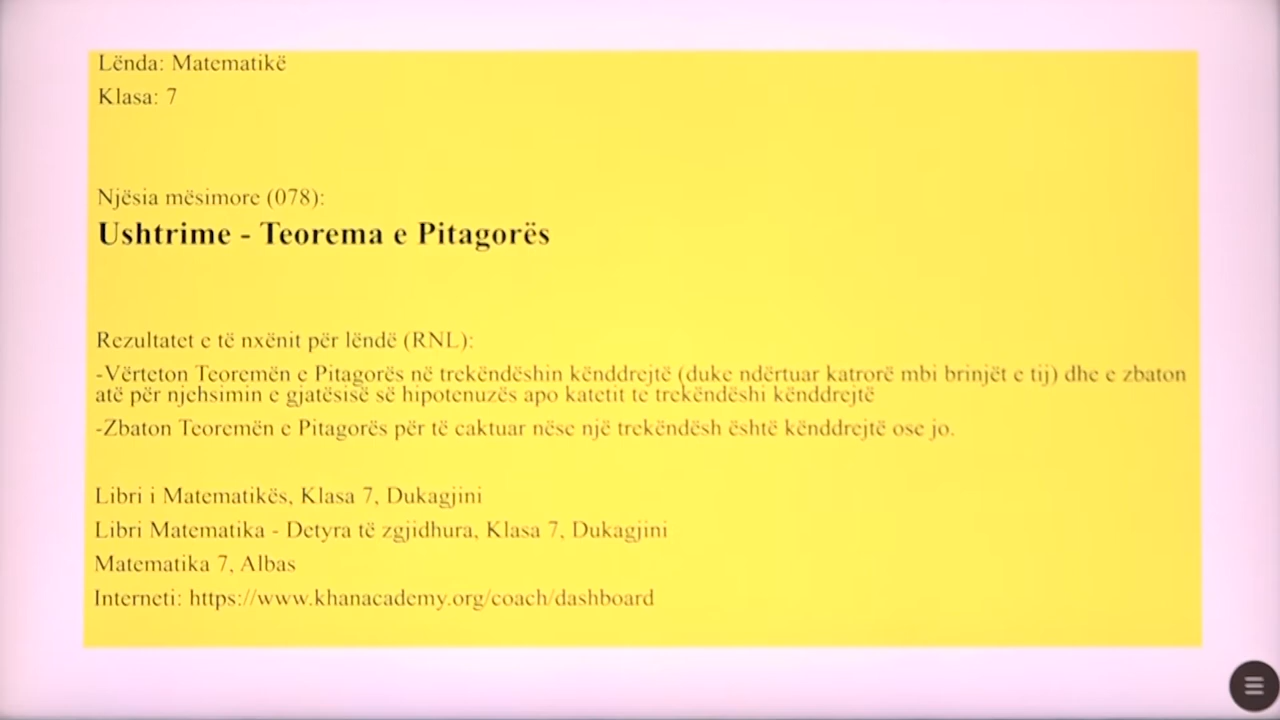 Lënda: Matematikë
Klasa: 7
Njësia mësimore (078):
Ushtrime - Teorema e Pitagorës
Rezultatet e të nxënit për lëndë (RNL):
-Vërteton Teoremën e Pitagorës në trekëndëshin kënddrejtë (duke ndërtuar katrorë mbi brinjët e tij) dhe e zbaton
atë për njehsimin e gjatësisë së hipotenuzës apo katetit te trekëndëshi kënddrejtë
-Zbaton Teoremën e Pitagorës për të caktuar nëse një trekëndësh është kënddrejtë ose jo.
Libri i Matematikës, Klasa 7, Dukagjini
Libri Matematika - Detyra të zgjidhura, Klasa 7, Dukagjini
Matematika 7, Albas
Interneti: https://www.khanacademy.org/coach/dashboard